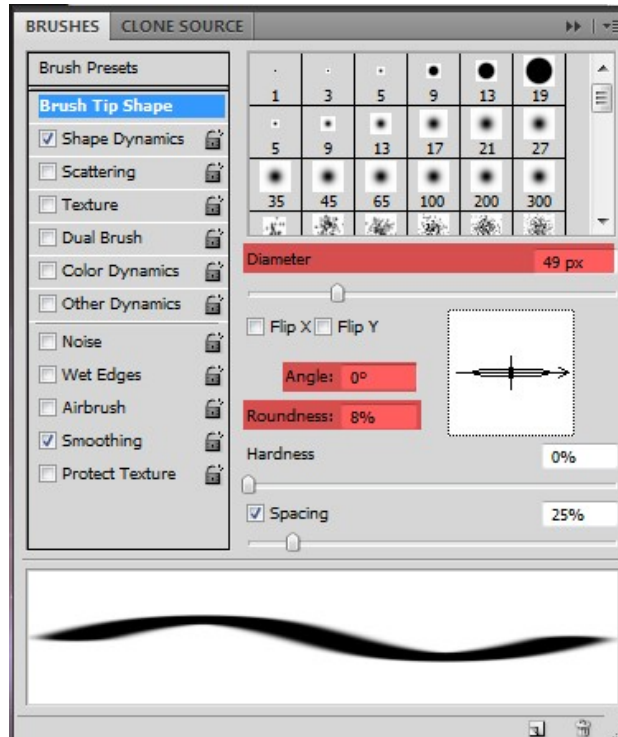 BRUSHES CLONE SOURCE
Brush Presets
Brush Tip Shape
Shape Dynamics
Scattering
Texture
Dual Brush
Color Dynamics
Other Dynamics
Noise
Wet Edges
Airbrush
Smoothing
Protect Texture
1 3 5 9 13 19
5 9 13 17 21 27
35 45 65 100 200 300
Diameter 49 px
Flip X Flip Y
Angle: 0º
Roundness: 8%
Hardness 0%
Spacing 25%